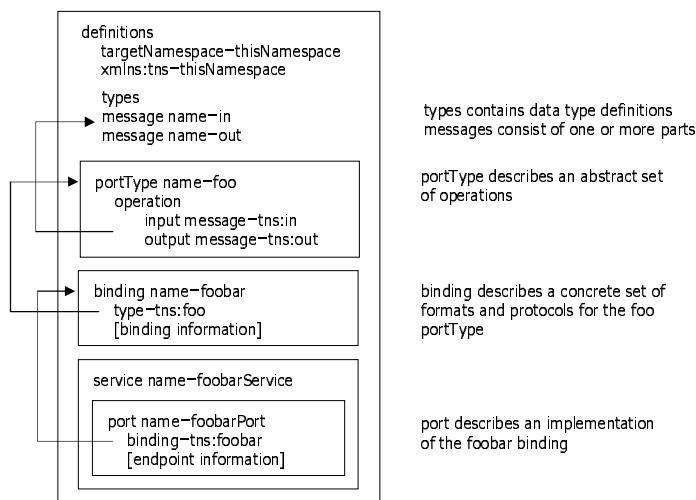 definitions
targetNamespace–thisNamespace
xmlns:tns–thisNamespace
types
message name–in
message name–out
types contains data type definitions
messages consist of one or more parts
portType name–foo
operation
input message–tns:in
output message–tns:out
portType describes an abstract set
of operations
binding name–foobar
type–tns:foo
[binding information]
binding describes a concrete set of
formats and protocols for the foo
portType
service name–foobarService
port name–foobarPort
binding–tns:foobar
[endpoint information]
port describes an implementation
of the foobar binding